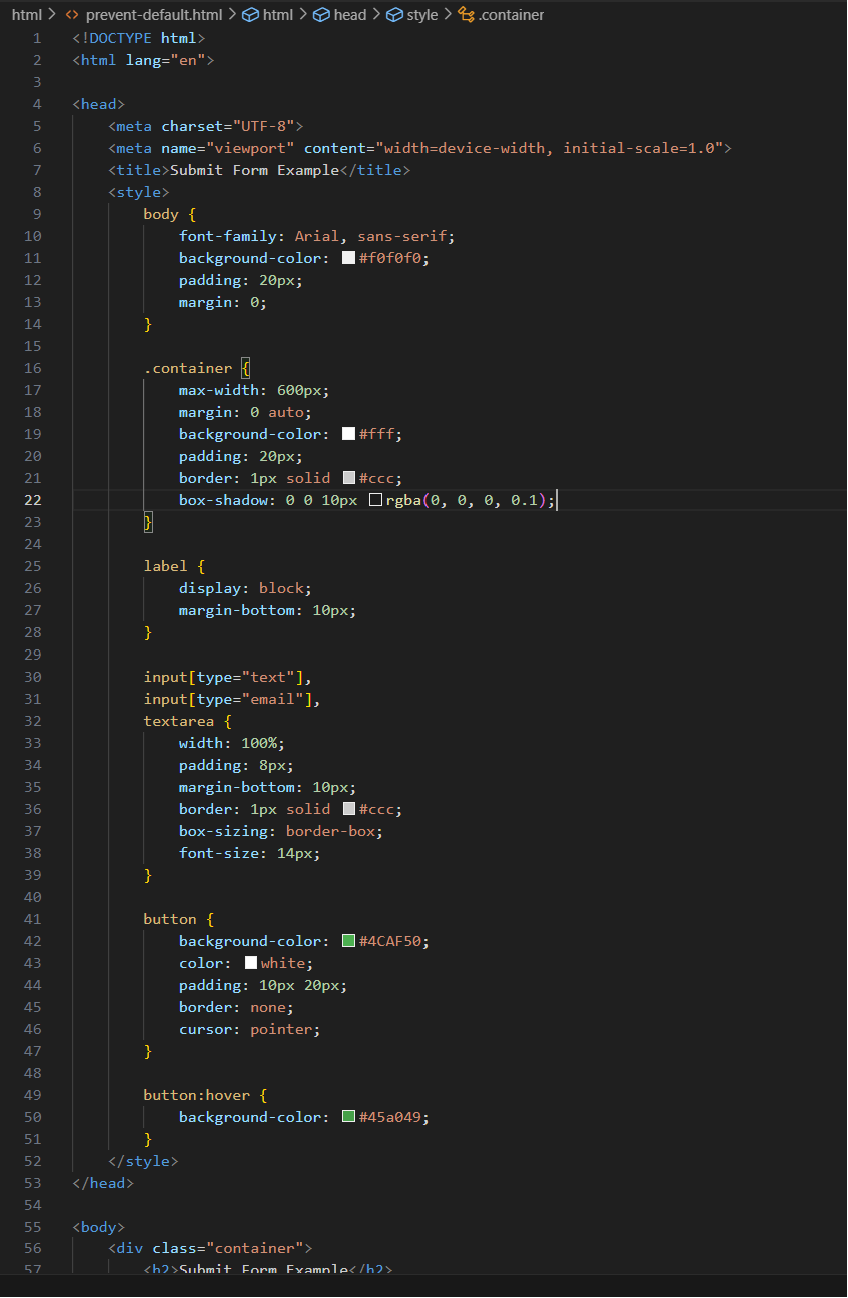 html > prevent-default.html > html > head > style > .container
1 <!DOCTYPE html>
2 <html lang="en">
3
4 <head>
5     <meta charset="UTF-8">
6     <meta name="viewport" content="width=device-width, initial-scale=1.0">
7     <title>Submit Form Example</title>
8     <style>
9         body {
10             font-family: Arial, sans-serif;
11             background-color: #f0f0f0;
12             padding: 20px;
13             margin: 0;
14         }
15
16         .container {
17             max-width: 600px;
18             margin: 0 auto;
19             background-color: #fff;
20             padding: 20px;
21             border: 1px solid #ccc;
22             box-shadow: 0 0 10px rgba(0, 0, 0, 0.1);
23         }
24
25         label {
26             display: block;
27             margin-bottom: 10px;
28         }
29
30         input[type="text"],
31         input[type="email"],
32         textarea {
33             width: 100%;
34             padding: 8px;
35             margin-bottom: 10px;
36             border: 1px solid #ccc;
37             box-sizing: border-box;
38             font-size: 14px;
39         }
40
41         button {
42             background-color: #4CAF50;
43             color: white;
44             padding: 10px 20px;
45             border: none;
46             cursor: pointer;
47         }
48
49         button:hover {
50             background-color: #45a049;
51         }
52     </style>
53 </head>
54
55 <body>
56     <div class="container">
57         <h2>Submit Form Example</h2>